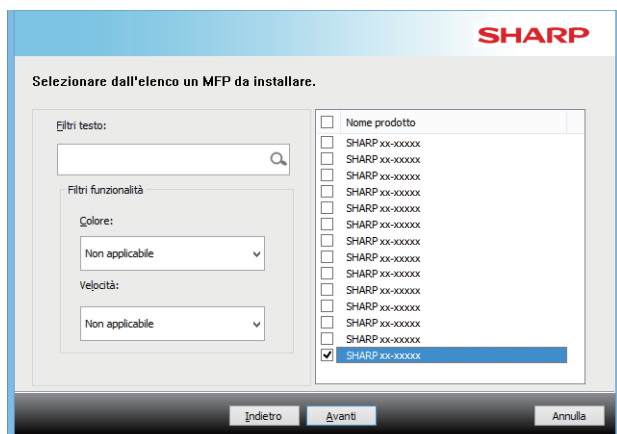 SHARP
Selezionare dall'elenco un MFP da installare.
Filtri testo:
Filtri funzionalità
Colore:
Non applicabile
Velocità:
Non applicabile
Nome prodotto
SHARP xx-xxxxx
SHARP xx-xxxxx
SHARP xx-xxxxx
SHARP xx-xxxxx
SHARP xx-xxxxx
SHARP xx-xxxxx
SHARP xx-xxxxx
SHARP xx-xxxxx
SHARP xx-xxxxx
SHARP xx-xxxxx
SHARP xx-xxxxx
SHARP xx-xxxxx
SHARP xx-xxxxx
SHARP xx-xxxxx
Indietro
Avanti
Annulla